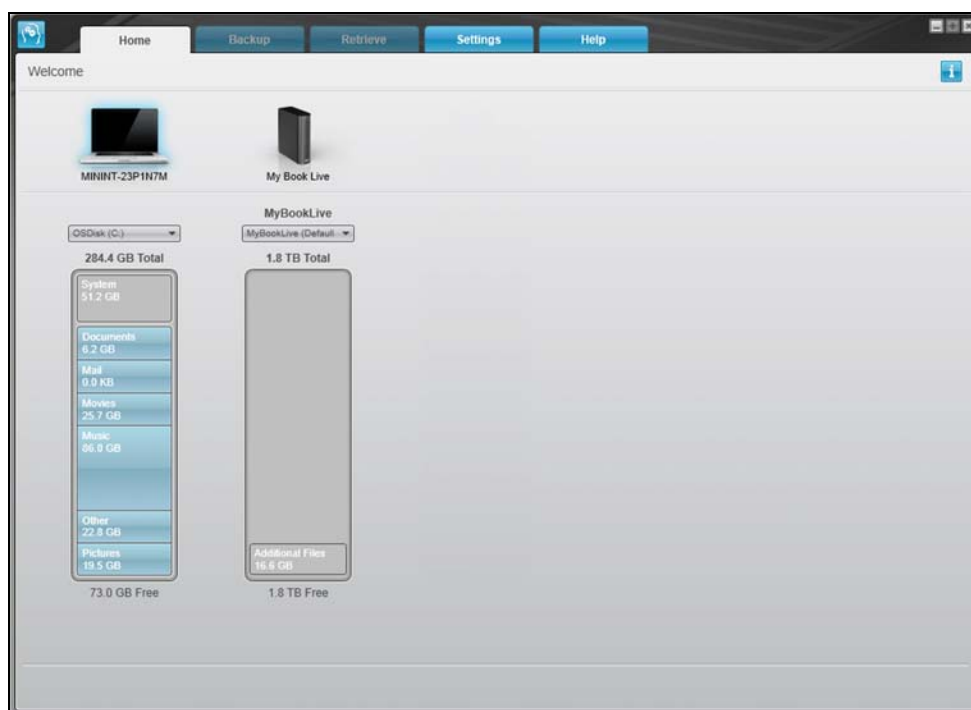 Home
Backup
Retrieve
Settings
Help
Welcome
MININT-23P1N7M
My Book Live
MyBookLive
OSDisk (C:)
MyBookLive (Defaul
284.4 GB Total
1.8 TB Total
System
51.2 GB
Documents
6.2 GB
Mail
0.0 KB
Movies
25.7 GB
Music
86.0 GB
Other
22.8 GB
Pictures
19.5 GB
Additional Files
16.6 GB
73.0 GB Free
1.8 TB Free